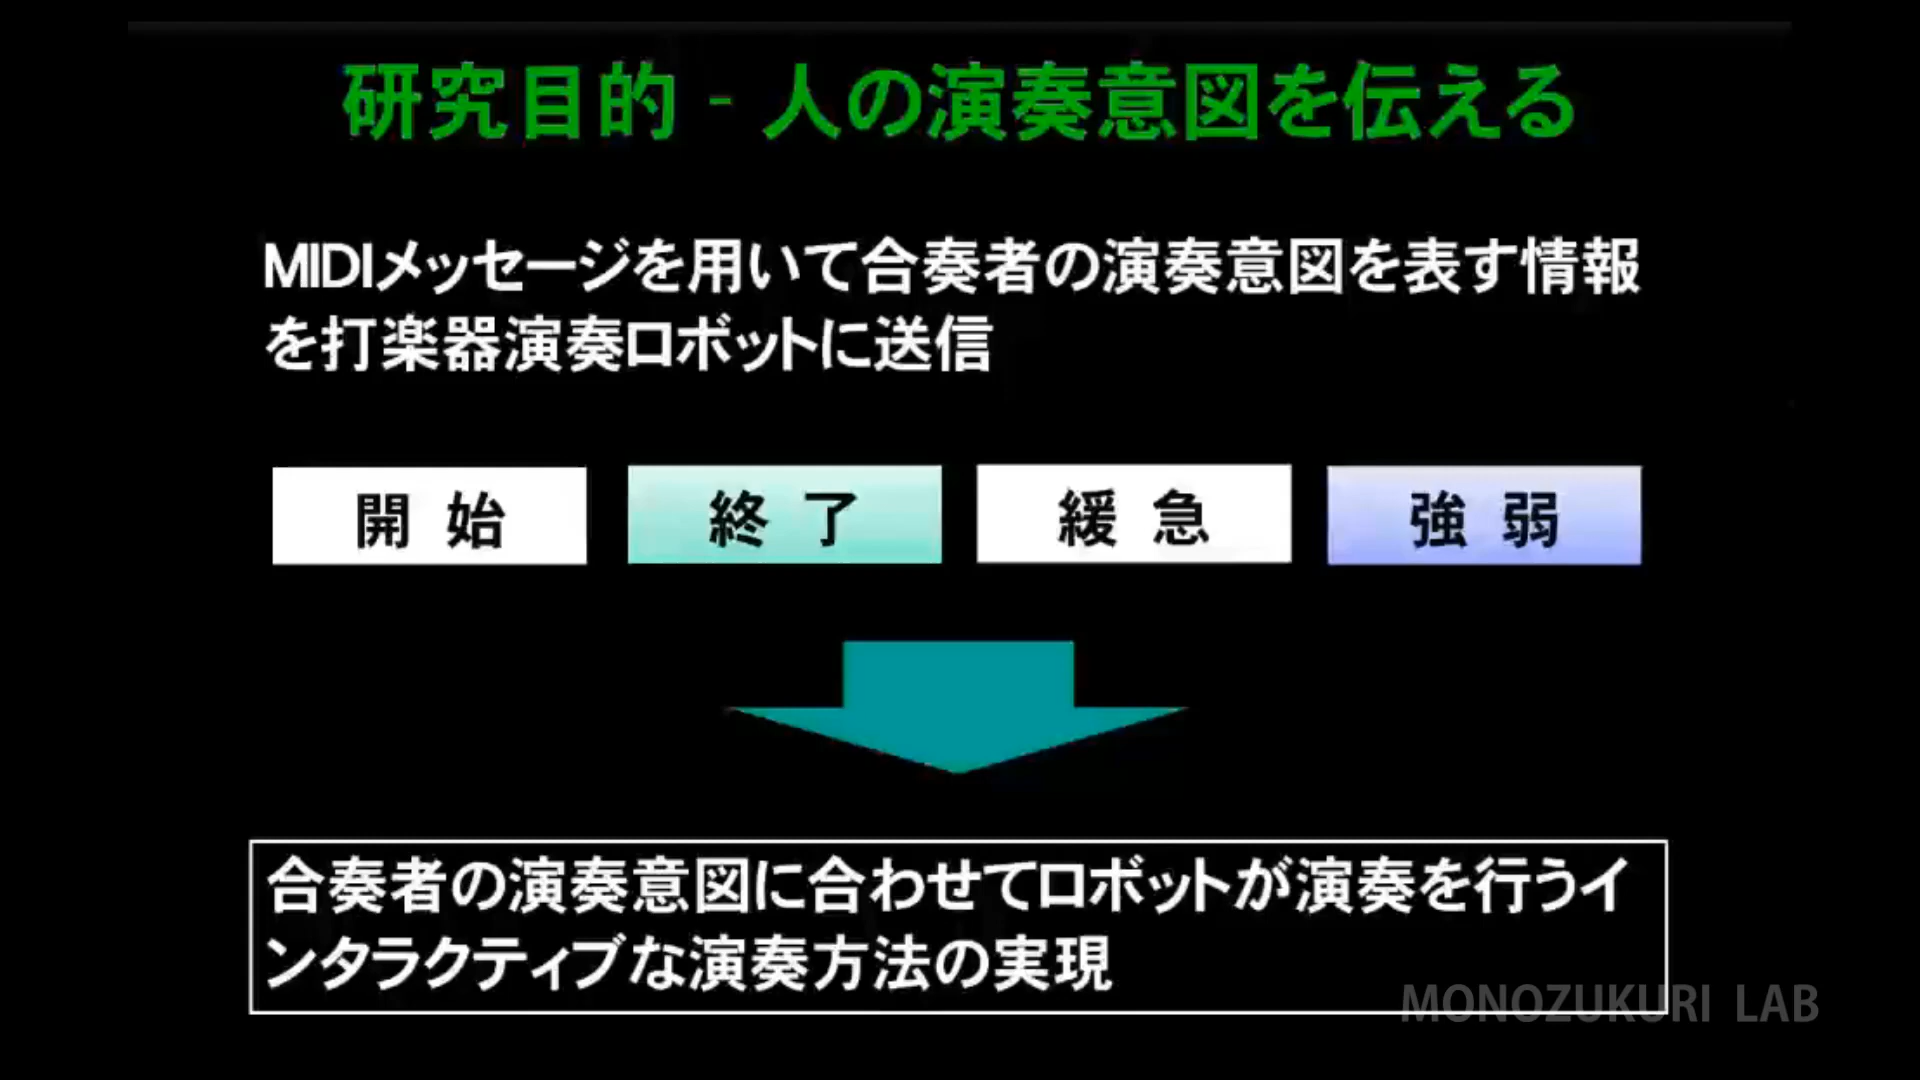 研究目的 - 人の演奏意図を伝える
MIDIメッセージを用いて合奏者の演奏意図を表す情報
を打楽器演奏ロボットに送信
開 始
終 了
緩 急
強 弱
合奏者の演奏意図に合わせてロボットが演奏を行うイ
ンタラクティブな演奏方法の実現
MONOZUKURI LAB